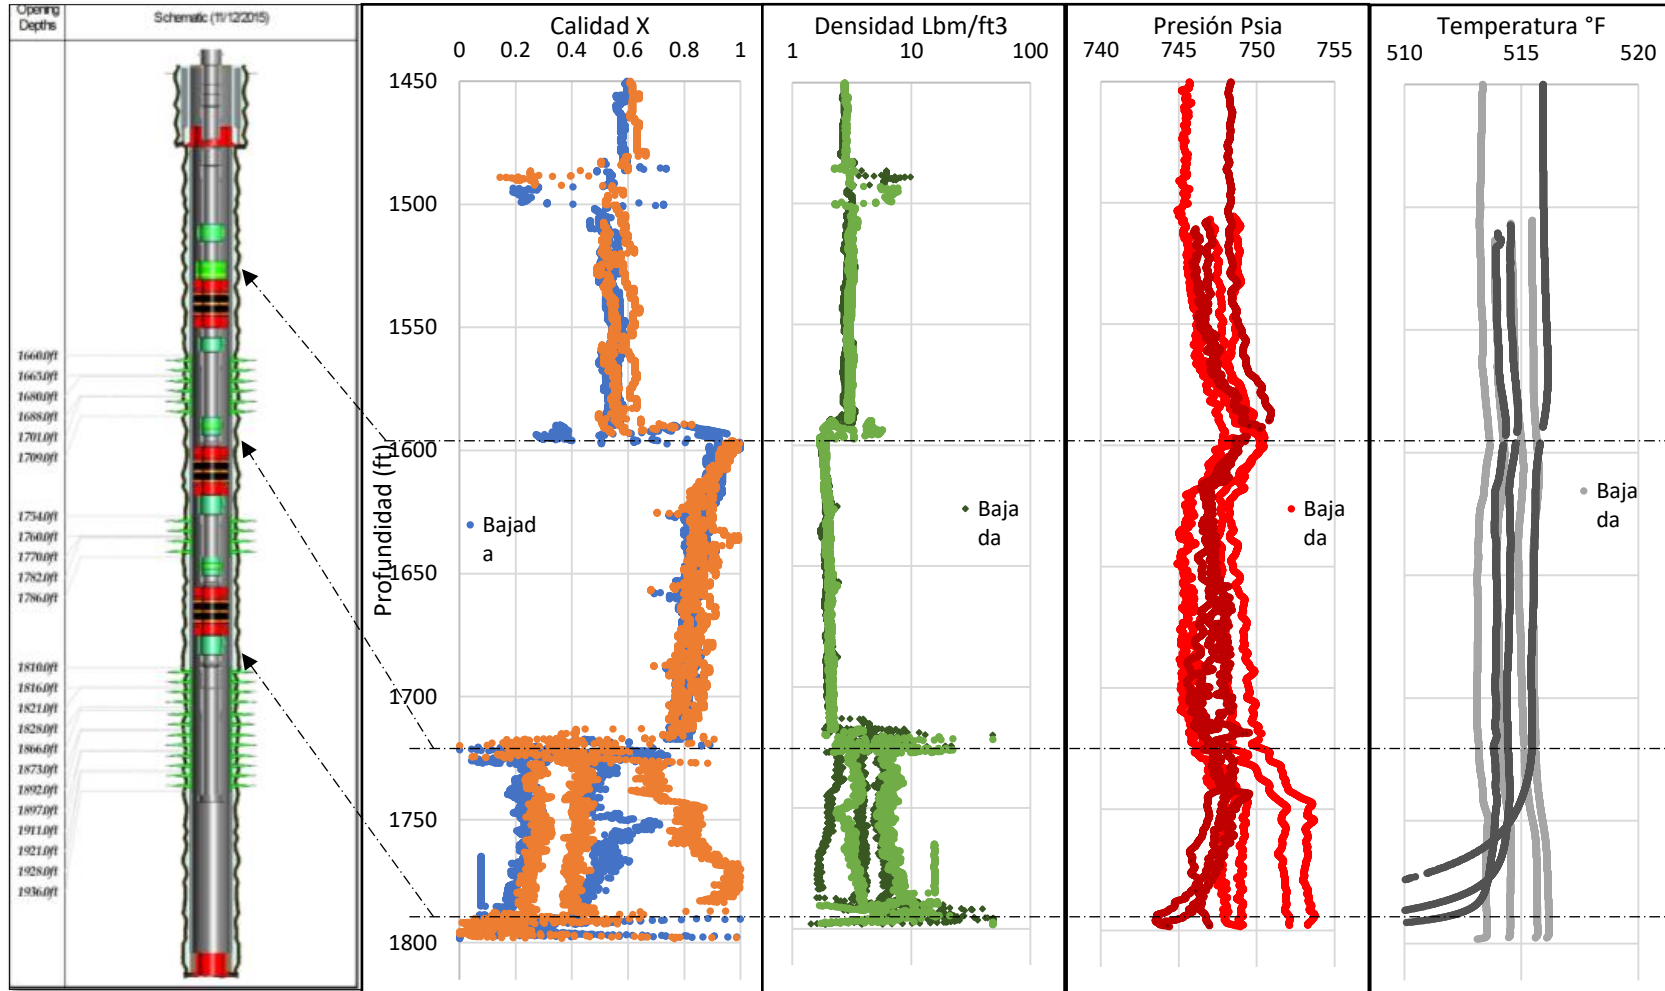 Opening
Depths
Schematic (11/12/2015)
1660.0ft
1665.0ft
1680.0ft
1688.0ft
1701.0ft
1709.0ft
1754.0ft
1760.0ft
1770.0ft
1782.0ft
1786.0ft
1810.0ft
1816.0ft
1821.0ft
1828.0ft
1866.0ft
1873.0ft
1892.0ft
1897.0ft
1911.0ft
1921.0ft
1928.0ft
1936.0ft
Calidad X
0 0.2 0.4 0.6 0.8 1
Profundidad (ft)
1450
1500
1550
1600
1650
1700
1750
1800
Bajad
a
Densidad Lbm/ft3
1 10 100
Baja
da
Presión Psia
740 745 750 755
Baja
da
Temperatura °F
510 515 520
Baja
da